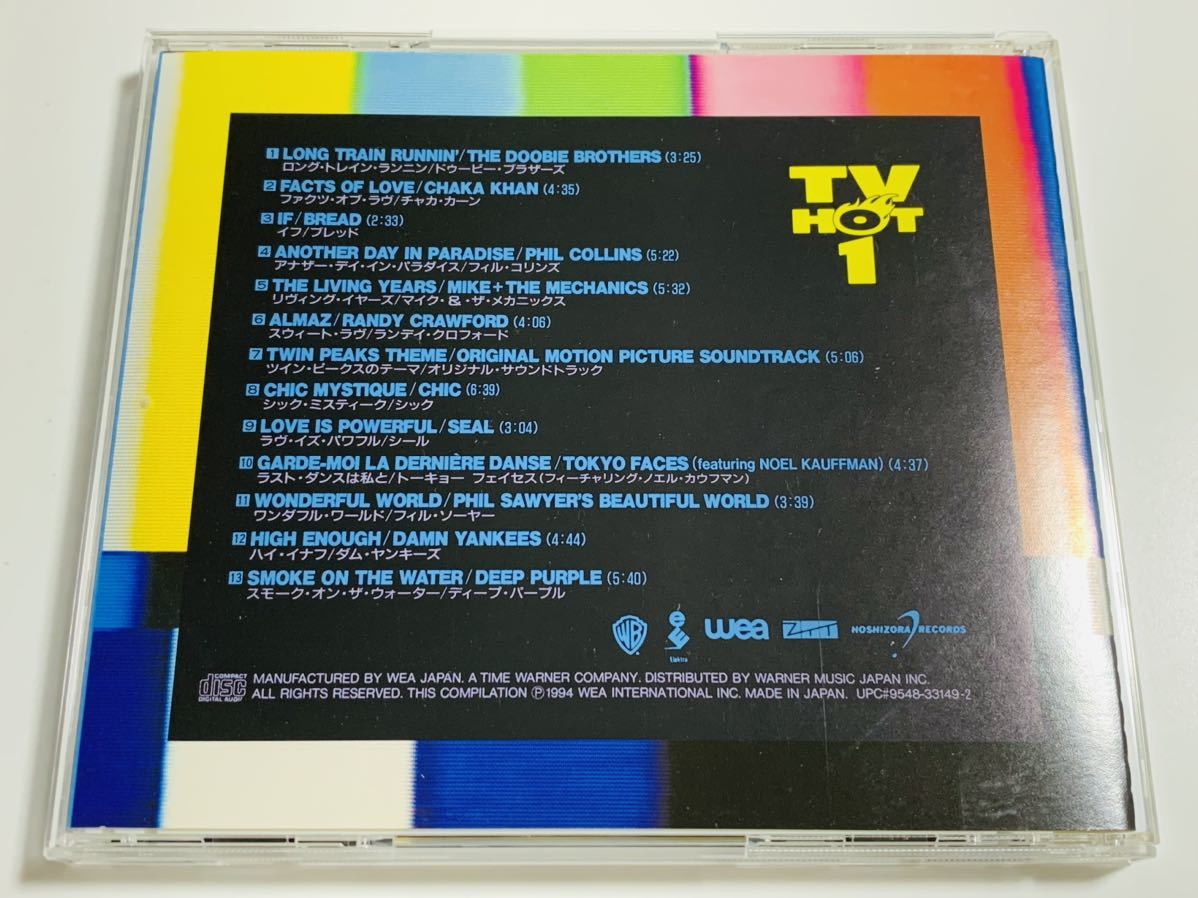 1 LONG TRAIN RUNNIN'/THE DOOBIE BROTHERS (3:25)
ロング・トレイン・ランニン/ドゥービー・ブラザーズ
2 FACTS OF LOVE/CHAKA KHAN (4:35)
ファクツ・オブ・ラヴ/チャカ・カーン
3 IF/BREAD (2:33)
イフ/ブレッド
4 ANOTHER DAY IN PARADISE/PHIL COLLINS (5:22)
アナザー・デイ・イン・パラダイス/フィル・コリンズ
5 THE LIVING YEARS/MIKE+THE MECHANICS (5:32)
リヴィング・イヤーズ/マイク・&・ザ・メカニックス
6 ALMAZ/RANDY CRAWFORD (4:06)
スウィート・ラヴ/ランディ・クロフォード
7 TWIN PEAKS THEME/ORIGINAL MOTION PICTURE SOUNDTRACK (5:06)
ツイン・ピークスのテーマ/オリジナル・サウンドトラック
8 CHIC MYSTIQUE/CHIC (6:39)
シック・ミスティーク/シック
9 LOVE IS POWERFUL/SEAL (3:04)
ラヴ・イズ・パワフル/シール
10 GARDE-MOI LA DERNIÈRE DANSE/TOKYO FACES (featuring NOEL KAUFFMAN) (4:37)
ラスト・ダンスは私と/トーキョー フェイセス(フィーチャリング・ノエル・カウフマン)
11 WONDERFUL WORLD/PHIL SAWYER'S BEAUTIFUL WORLD (3:39)
ワンダフル・ワールド/フィル・ソーヤー
12 HIGH ENOUGH/DAMN YANKEES (4:44)
ハイ・イナフ/ダム・ヤンキーズ
13 SMOKE ON THE WATER/DEEP PURPLE (5:40)
スモーク・オン・ザ・ウォーター/ディープ・パープル
TV
HOT
1
WB Elektra wea ZTT NOSHIZORA RECORDS
COMPACT disc DIGITAL AUDIO
MANUFACTURED BY WEA JAPAN. A TIME WARNER COMPANY. DISTRIBUTED BY WARNER MUSIC JAPAN INC.
ALL RIGHTS RESERVED. THIS COMPILATION Ⓟ1994 WEA INTERNATIONAL INC. MADE IN JAPAN. UPC#9548-33149-2